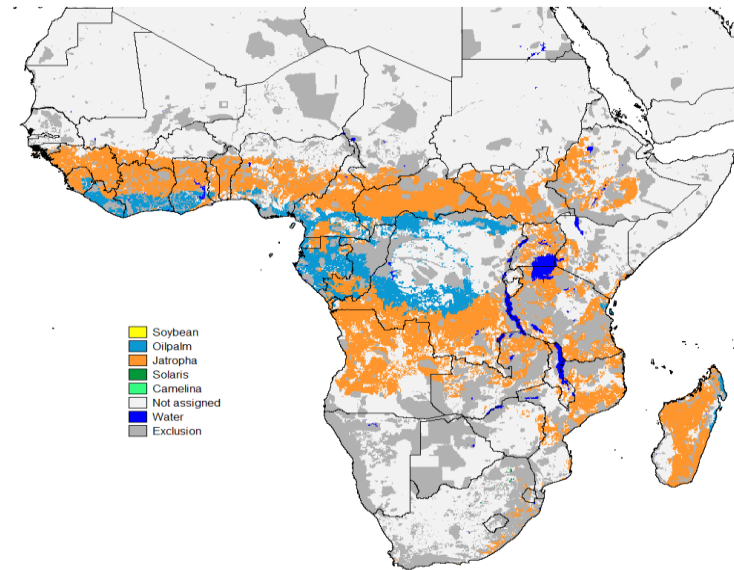 Soybean
Oilpalm
Jatropha
Solaris
Camelina
Not assigned
Water
Exclusion